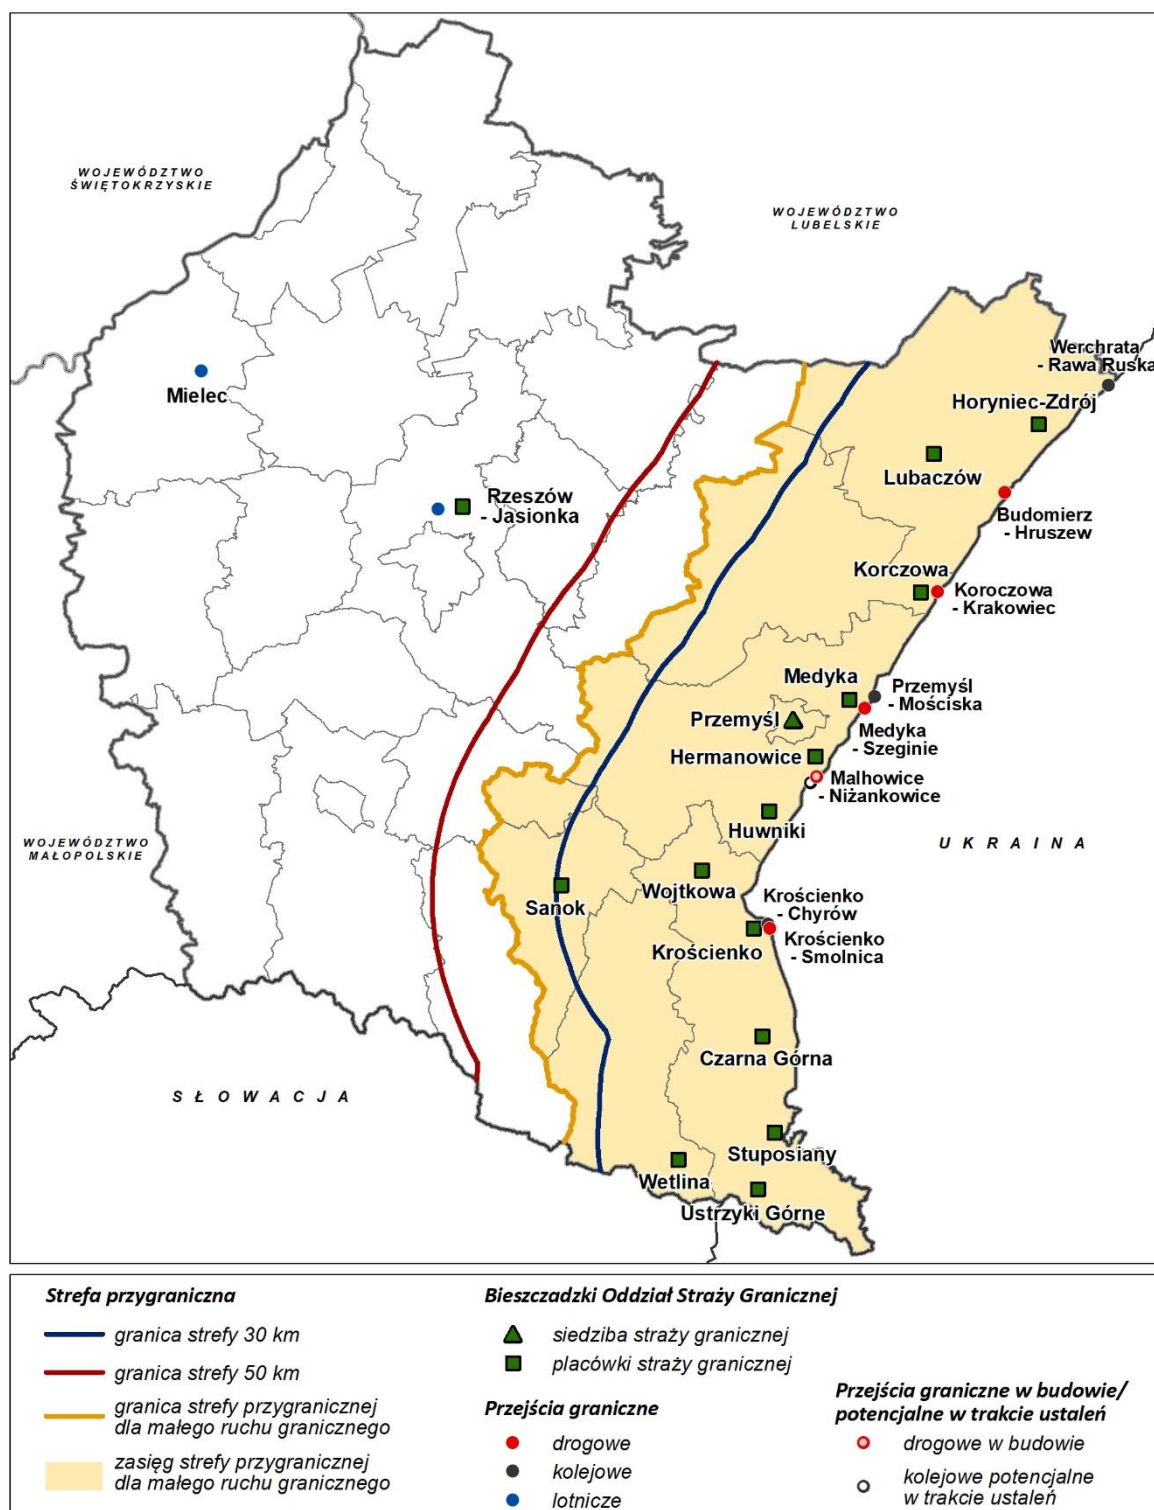 WOJEWÓDZTWO
ŚWIĘTOKRZYSKIE
WOJEWÓDZTWO
LUBELSKIE
Werchrata
- Rawa Ruska
Mielec
Horyniec-Zdrój
Lubaczów
Rzeszów
- Jasionka
Budomierz
- Hruszew
Korczowa
Koroczowa
- Krakowiec
Medyka
Przemyśl
- Mościska
Przemyśl
Medyka
- Szeginie
Hermanowice
Malhowice
- Niżankowice
Huwniki
WOJEWÓDZTWO
MAŁOPOLSKIE
UKRAINA
Wojtkowa
Sanok
Krościenko
- Chyrów
Krościenko
Krościenko
- Smolnica
Czarna Górna
SŁOWACJA
Stuposiany
Wetlina
Ustrzyki Górne
Strefa przygraniczna
granica strefy 30 km
granica strefy 50 km
granica strefy przygranicznej
dla małego ruchu granicznego
zasięg strefy przygranicznej
dla małego ruchu granicznego
Bieszczadzki Oddział Straży Granicznej
siedziba straży granicznej
placówki straży granicznej
Przejścia graniczne
drogowe
kolejowe
lotnicze
Przejścia graniczne w budowie/
potencjalne w trakcie ustaleń
drogowe w budowie
kolejowe potencjalne
w trakcie ustaleń